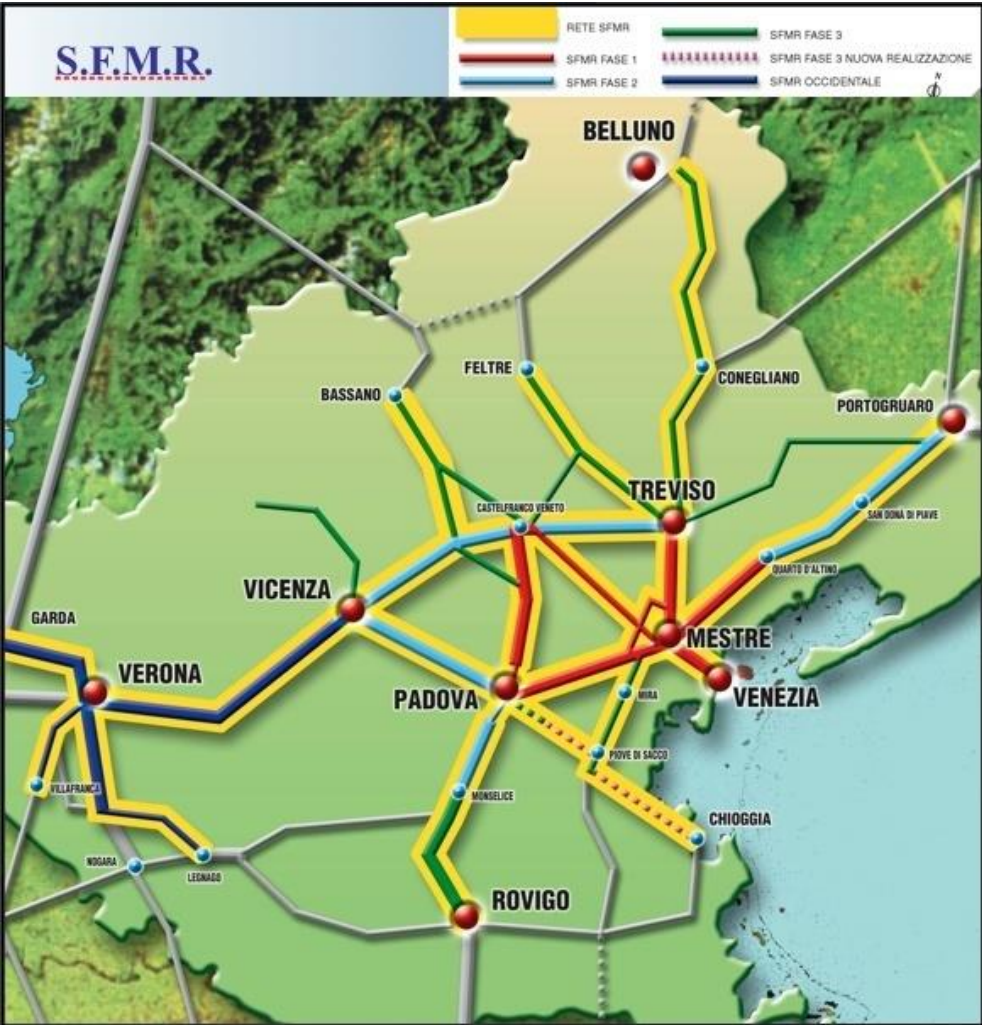 S.F.M.R.
RETE SFMR
SFMR FASE 1
SFMR FASE 2
SFMR FASE 3
SFMR FASE 3 NUOVA REALIZZAZIONE
SFMR OCCIDENTALE
N
BELLUNO
FELTRE
CONEGLIANO
BASSANO
PORTOGRUARO
TREVISO
CASTELFRANCO VENETO
SAN DONÀ DI PIAVE
QUARTO D'ALTINO
VICENZA
GARDA
MESTRE
VERONA
PADOVA
MIRA
VENEZIA
PIOVE DI SACCO
VILLAFRANCA
MONSELICE
CHIOGGIA
NOGARA
LEGNAGO
ROVIGO